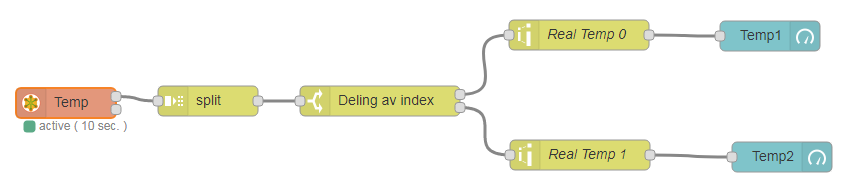 Real Temp 0
Temp1
Temp
split
Deling av index
active ( 10 sec. )
Real Temp 1
Temp2